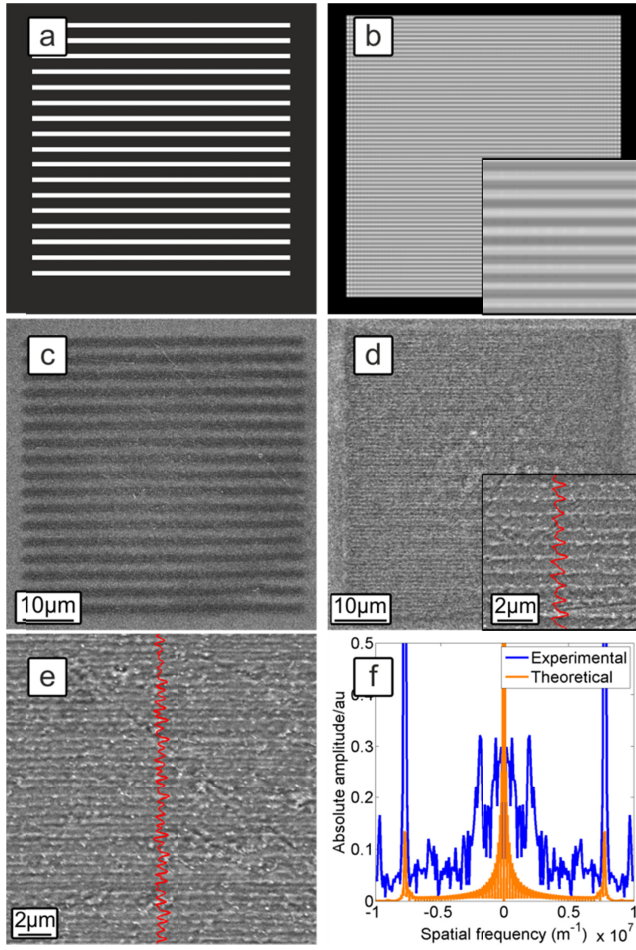 a
b
c
10µm
d
10µm
2µm
e
2µm
f
Experimental
Theoretical
Absolute amplitude/au
0.5
0.4
0.3
0.2
0.1
0
-1
-0.5
0
0.5
1
Spatial frequency (m⁻¹) x 10⁷